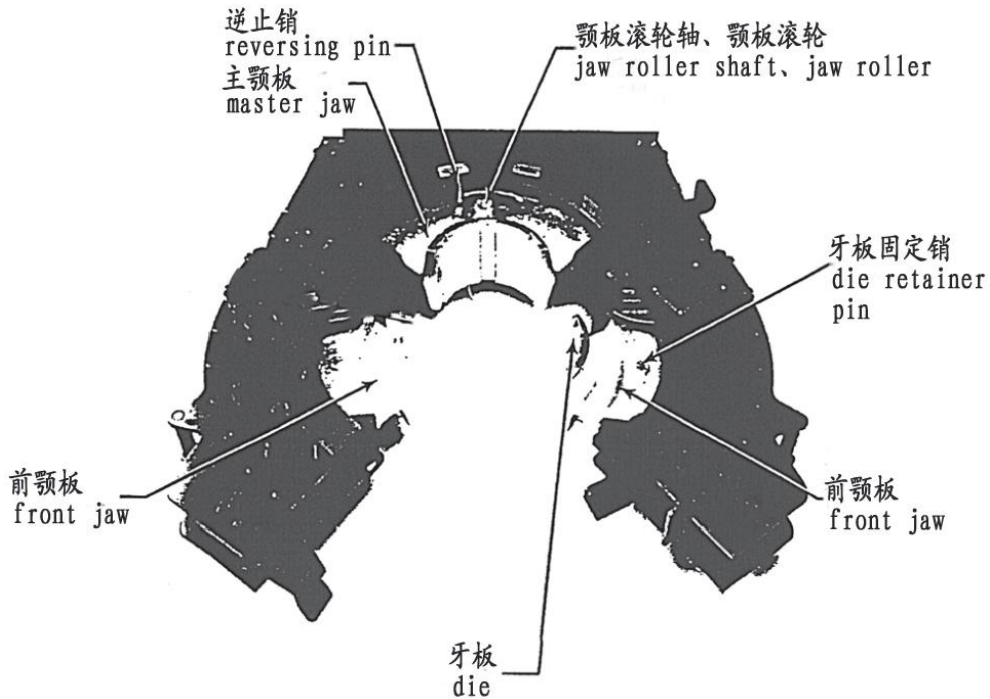 逆止销
reversing pin
主颚板
master jaw
颚板滚轮轴、颚板滚轮
jaw roller shaft、jaw roller
牙板固定销
die retainer
pin
前颚板
front jaw
前颚板
front jaw
牙板
die